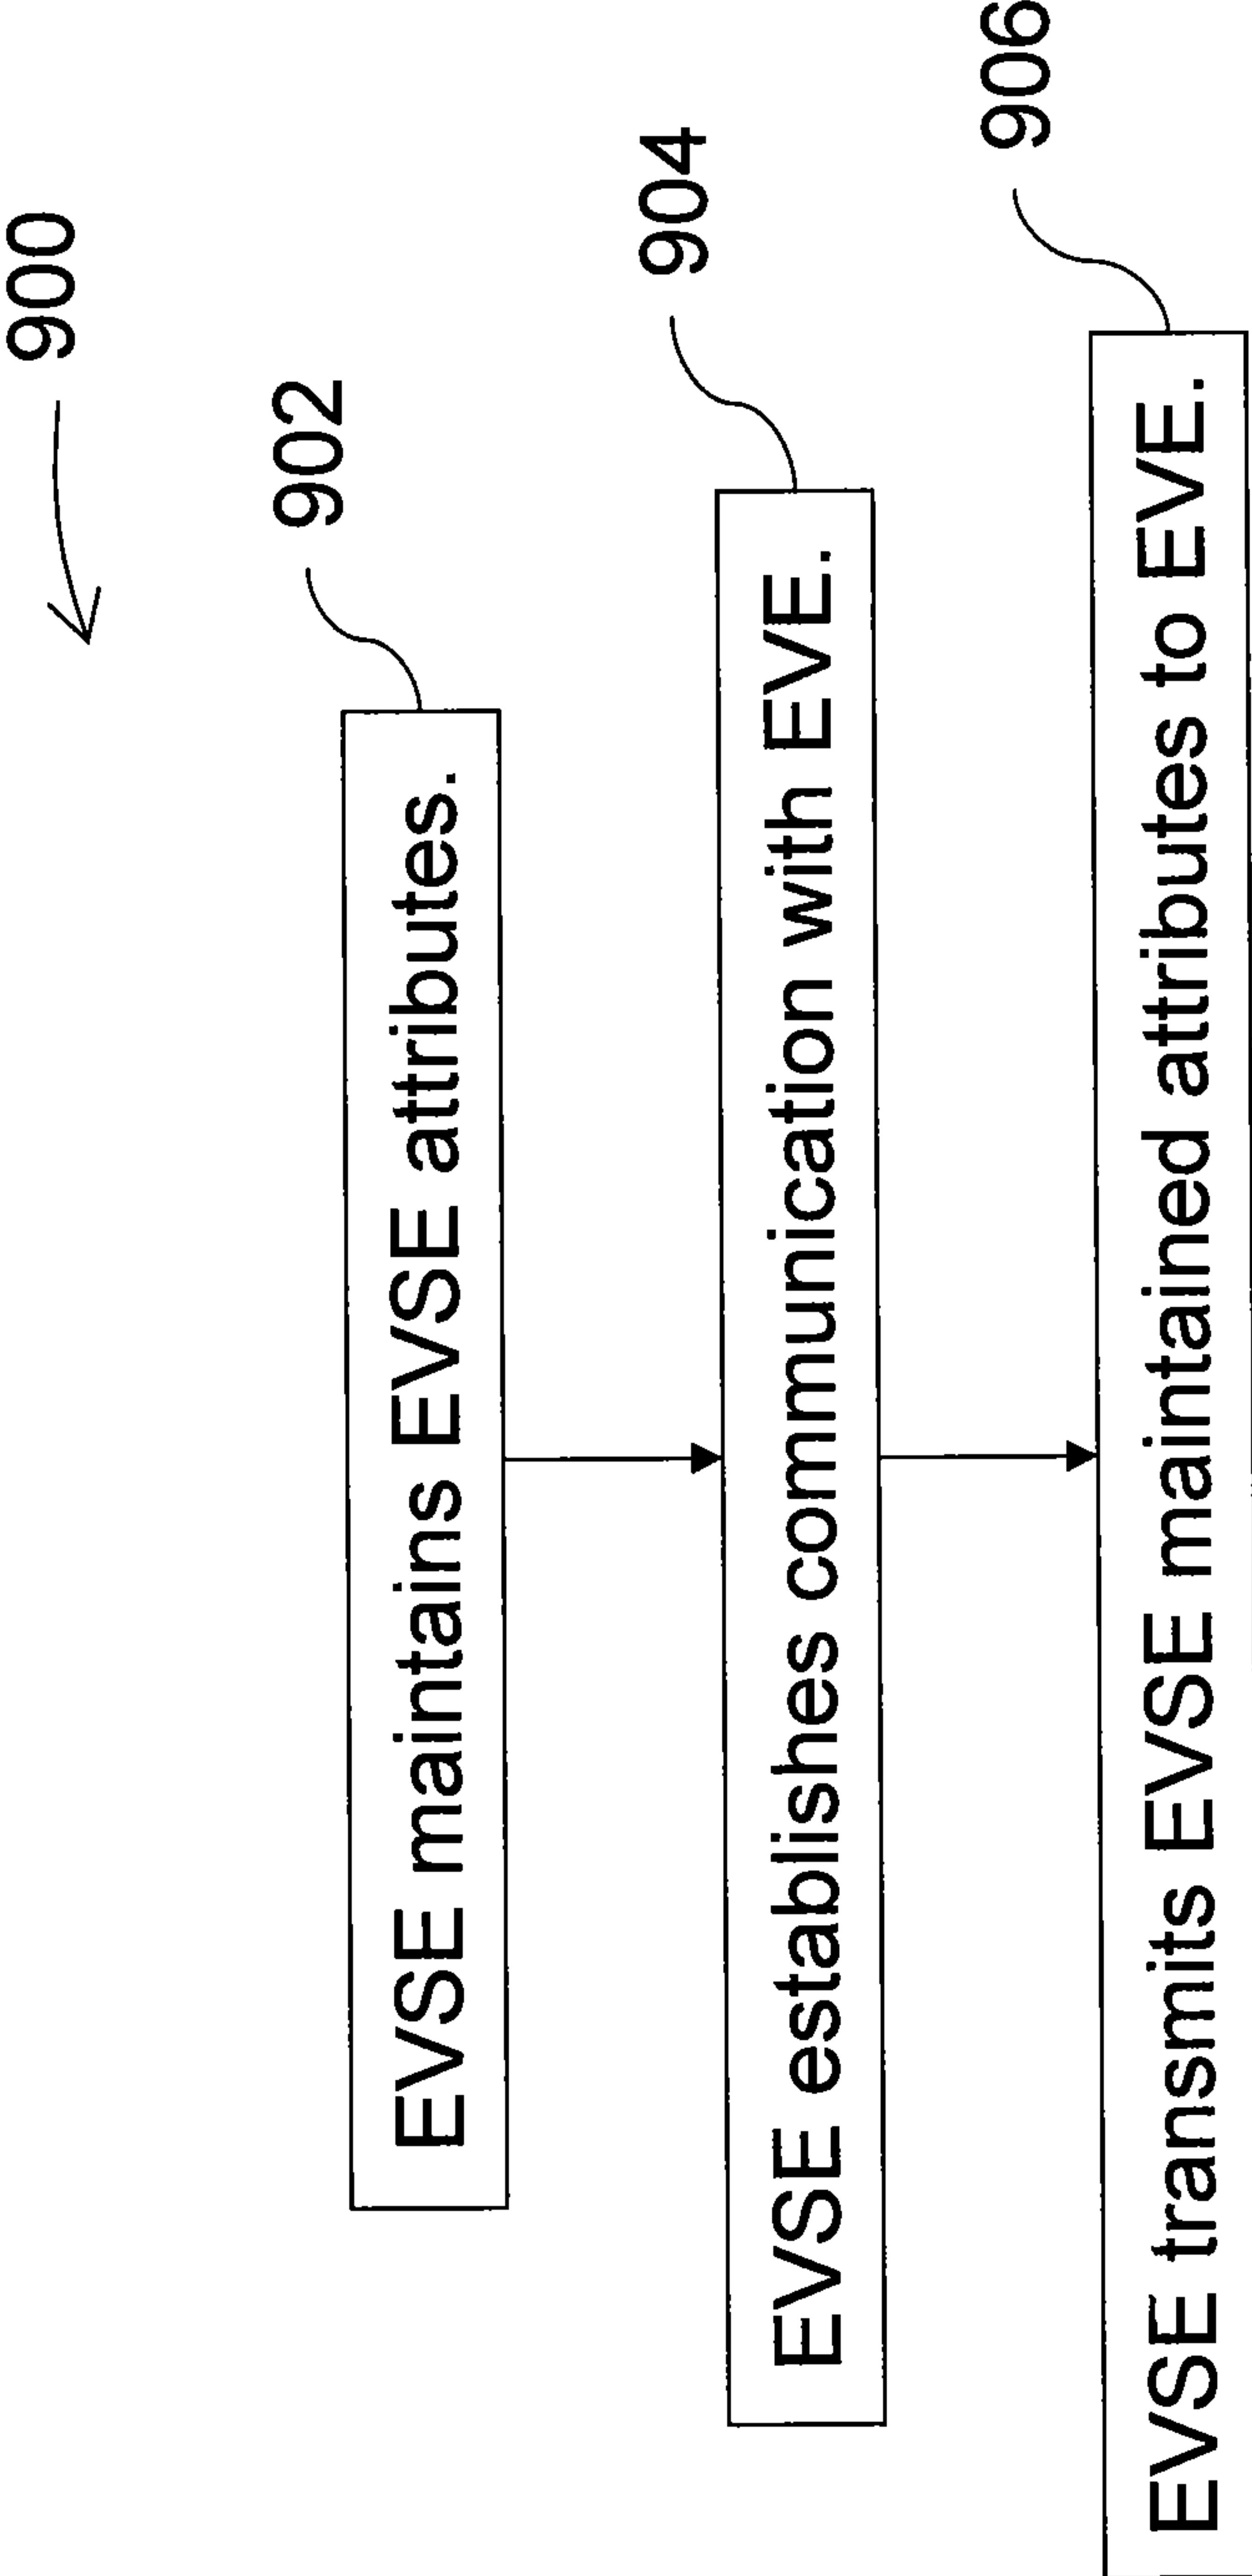 900
902
EVSE maintains EVSE attributes.
904
EVSE establishes communication with EVE.
906
EVSE transmits EVSE maintained attributes to EVE.